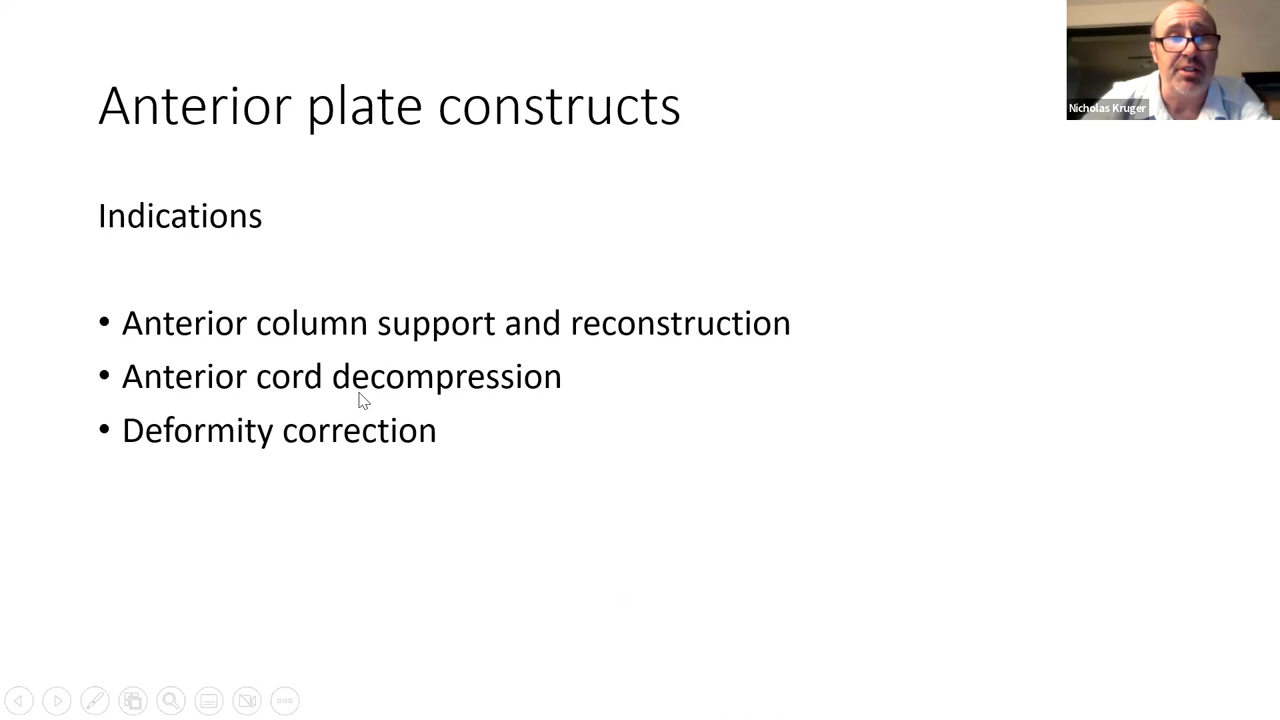 Anterior plate constructs
Nicholas Kruger
Indications
• Anterior column support and reconstruction
• Anterior cord decompression
• Deformity correction